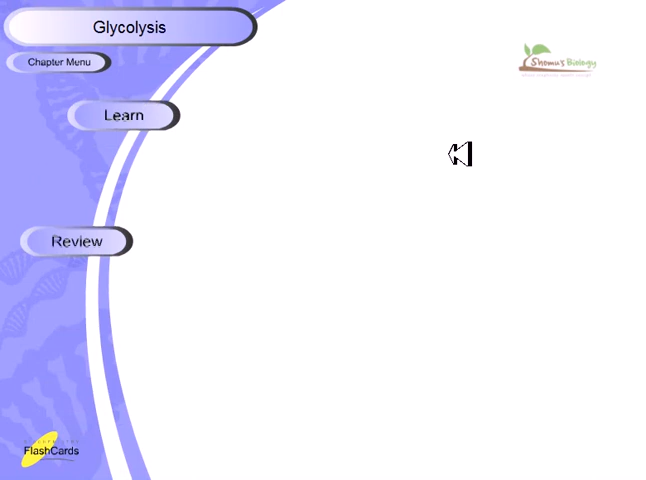 Glycolysis
Chapter Menu
Shomu's Biology
Learn
Review
FlashCards